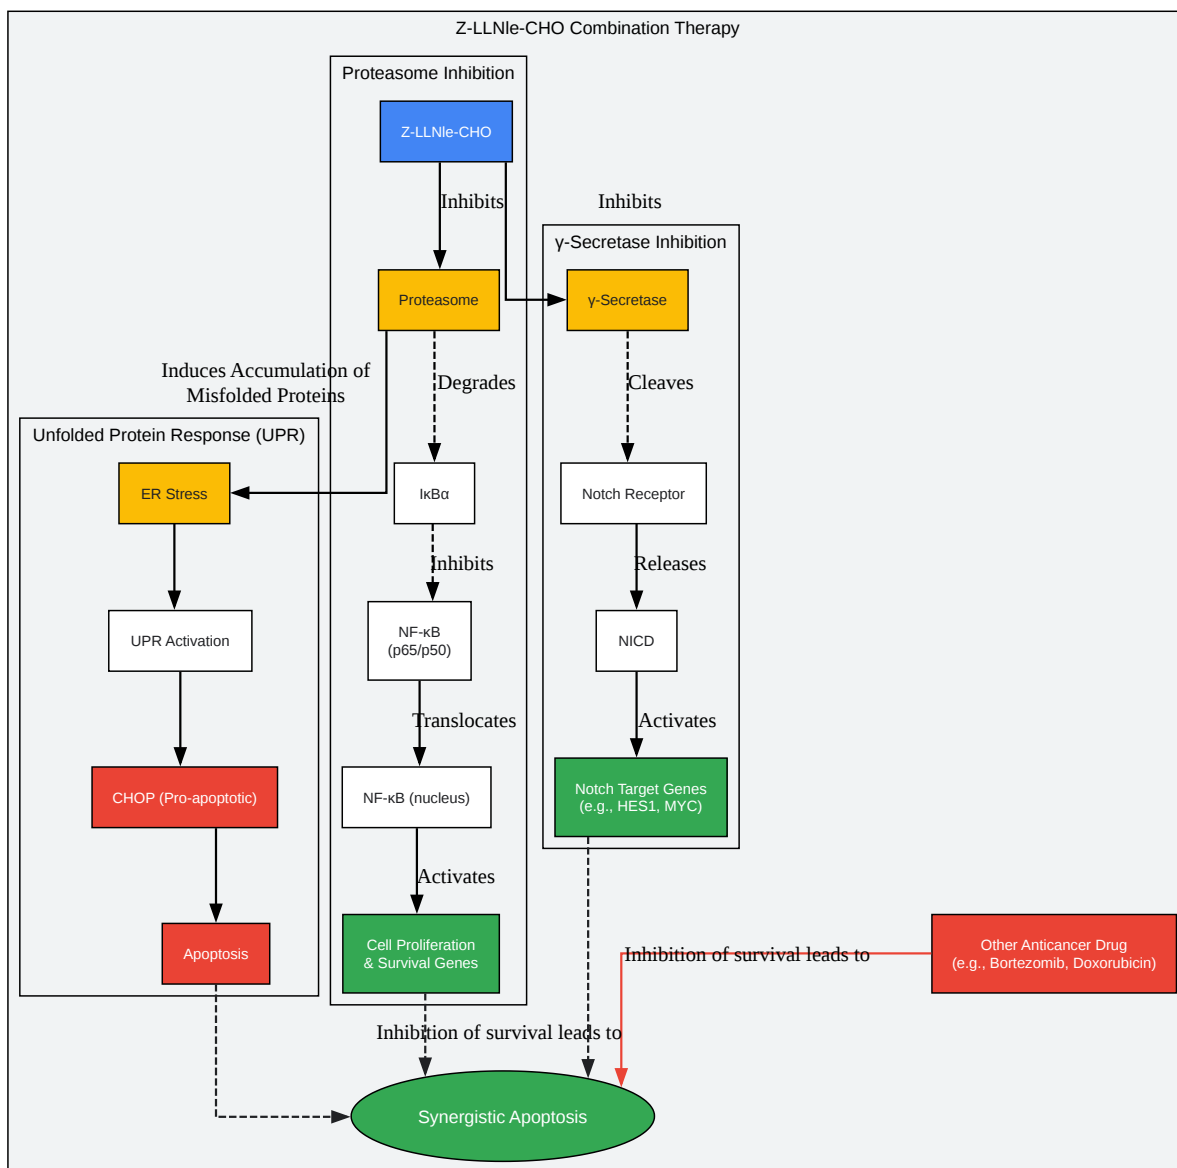 Z-LLNle-CHO Combination Therapy
Proteasome Inhibition
Z-LLNle-CHO
Inhibits
Inhibits
γ-Secretase Inhibition
Proteasome
γ-Secretase
Induces Accumulation of
Misfolded Proteins
Degrades
Cleaves
Unfolded Protein Response (UPR)
ER Stress
IκBα
Notch Receptor
Inhibits
Releases
UPR Activation
NF-κB
(p65/p50)
NICD
Translocates
Activates
CHOP (Pro-apoptotic)
NF-κB (nucleus)
Notch Target Genes
(e.g., HES1, MYC)
Activates
Apoptosis
Cell Proliferation
& Survival Genes
Inhibition of survival leads to
Other Anticancer Drug
(e.g., Bortezomib, Doxorubicin)
Inhibition of survival leads to
Synergistic Apoptosis